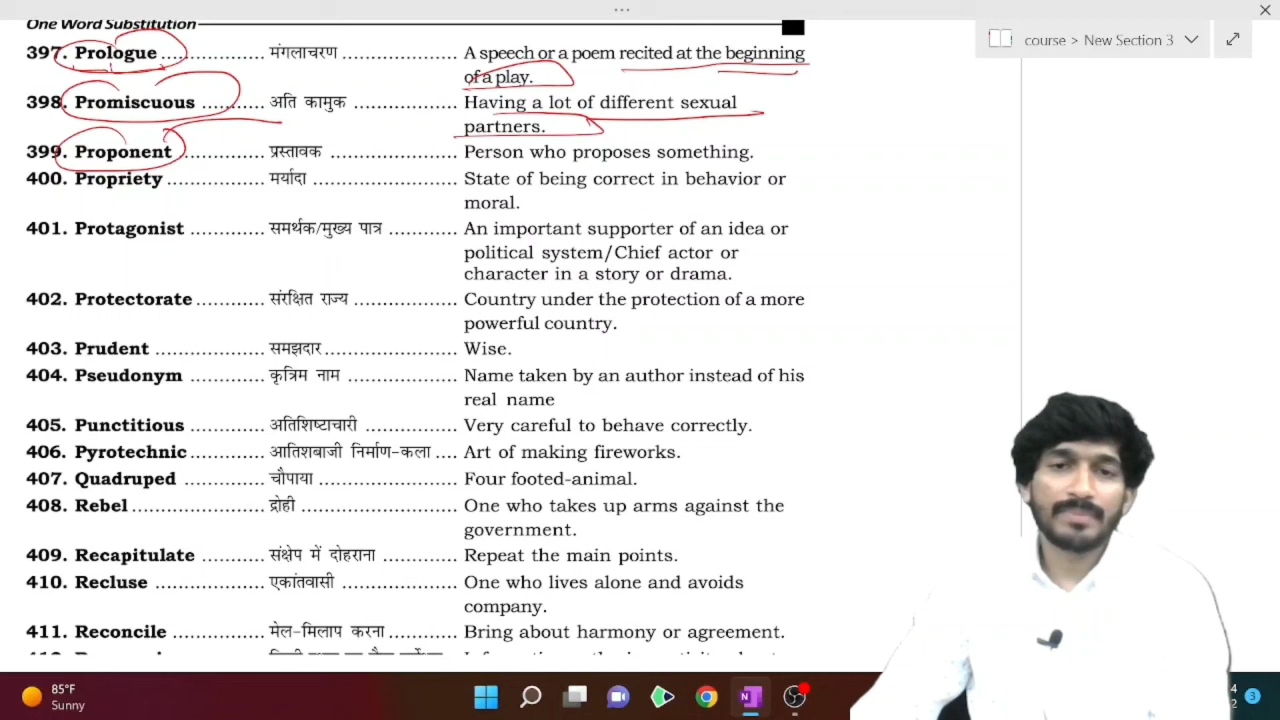 One Word Substitution
course > New Section 3
397. Prologue ..................... मंगलाचरण ........................ A speech or a poem recited at the beginning
of a play.
398. Promiscuous ............ अति कामुक .................... Having a lot of different sexual
partners.
399. Proponent ............... प्रस्तावक ........................ Person who proposes something.
400. Propriety .................. मर्यादा ........................... State of being correct in behavior or
moral.
401. Protagonist .............. समर्थक/मुख्य पात्र ............. An important supporter of an idea or
political system/Chief actor or
character in a story or drama.
402. Protectorate ............. संरक्षित राज्य .................... Country under the protection of a more
powerful country.
403. Prudent ..................... समझदार......................... Wise.
404. Pseudonym .............. कृत्रिम नाम ...................... Name taken by an author instead of his
real name
405. Punctitious .............. अतिशिष्टाचारी .................. Very careful to behave correctly.
406. Pyrotechnic.............. आतिशबाजी निर्माण-कला .... Art of making fireworks.
407. Quadruped ............... चौपाया ........................... Four footed-animal.
408. Rebel ......................... द्रोही .............................. One who takes up arms against the
government.
409. Recapitulate ............ संक्षेप में दोहराना .............. Repeat the main points.
410. Recluse ..................... एकांतवासी ...................... One who lives alone and avoids
company.
411. Reconcile ................. मेल-मिलाप करना .............. Bring about harmony or agreement.
85°F
Sunny
3